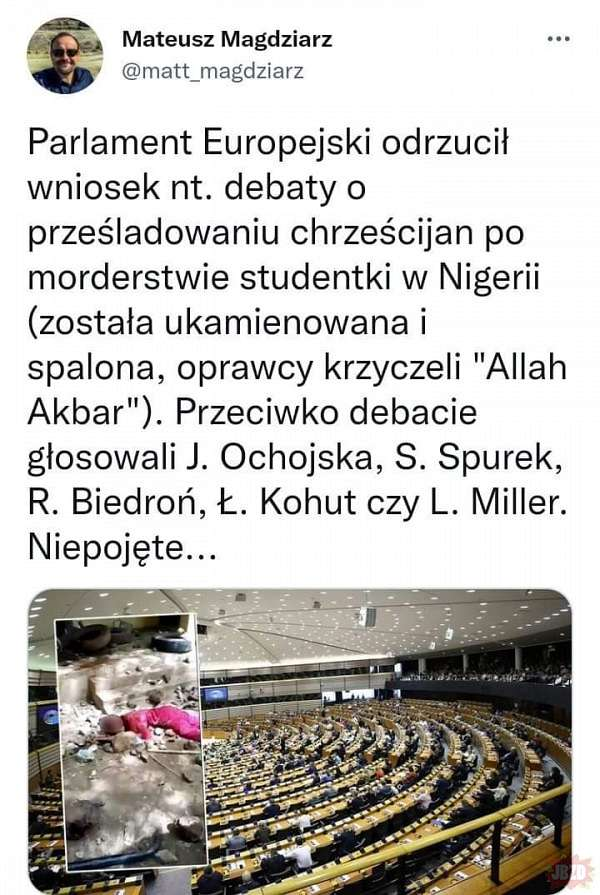 Mateusz Magdziarz
@matt_magdziarz
Parlament Europejski odrzucił
wniosek nt. debaty o
prześladowaniu chrześcijan po
morderstwie studentki w Nigerii
(została ukamienowana i
spalona, oprawcy krzyczeli "Allah
Akbar"). Przeciwko debacie
głosowali J. Ochojska, S. Spurek,
R. Biedroń, Ł. Kohut czy L. Miller.
Niepojęte...
JBZD